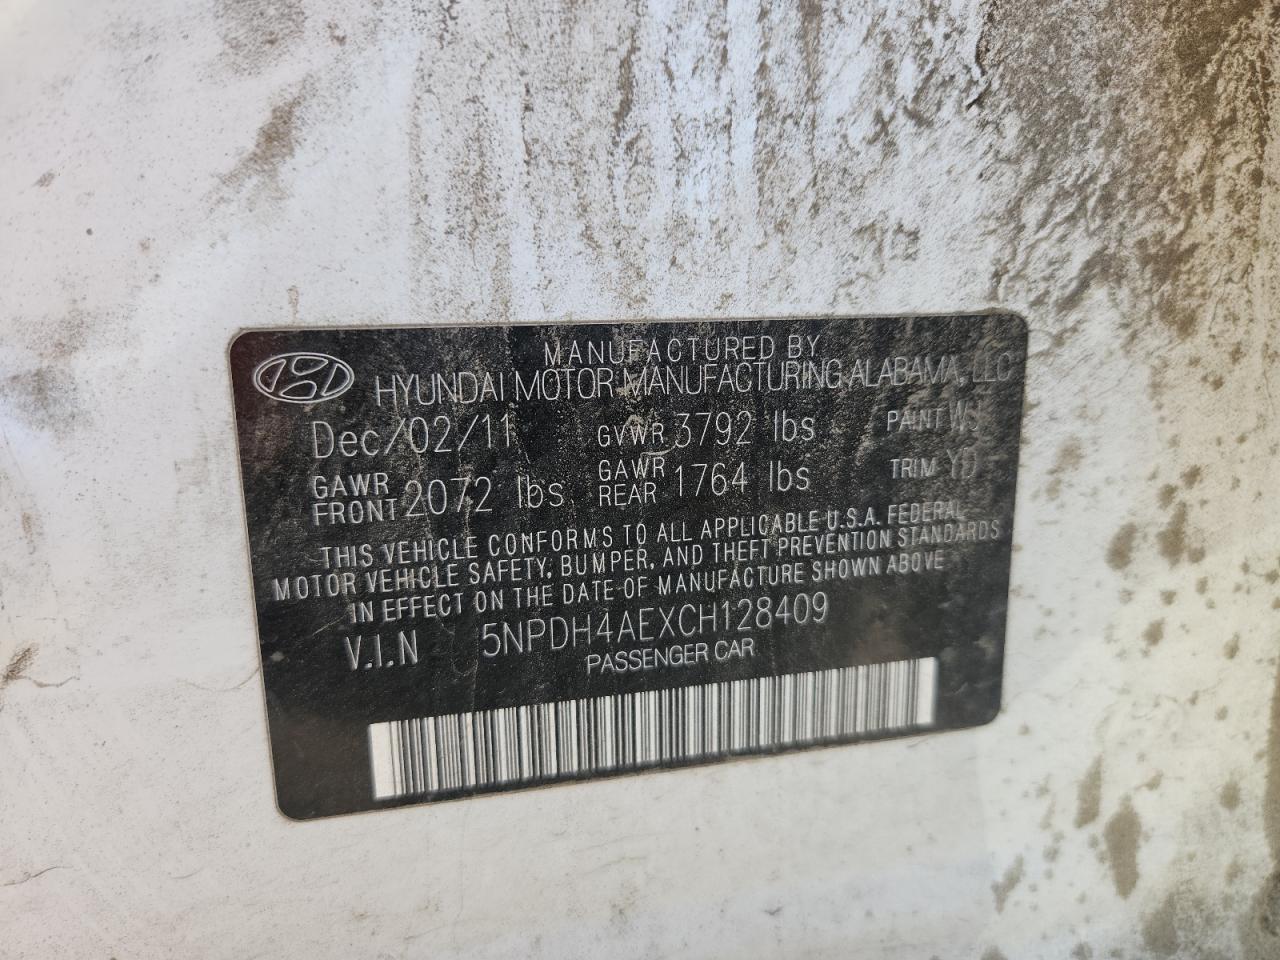 MANUFACTURED BY
HYUNDAI MOTOR MANUFACTURING ALABAMA, LLC
Dec/02/11 GVWR 3792 lbs PAINT
GAWR FRONT 2072 lbs GAWR REAR 1764 lbs TRIM YD
THIS VEHICLE CONFORMS TO ALL APPLICABLE U.S.A. FEDERAL
MOTOR VEHICLE SAFETY, BUMPER, AND THEFT PREVENTION STANDARDS
IN EFFECT ON THE DATE OF MANUFACTURE SHOWN ABOVE
V.I.N 5NPDH4AEXCH128409
PASSENGER CAR